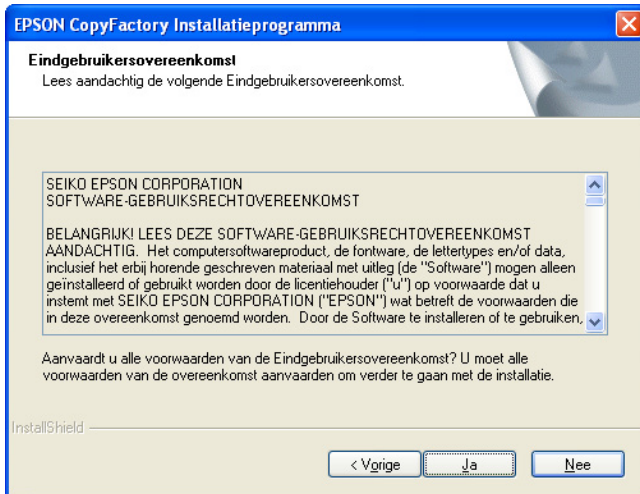 EPSON CopyFactory Installatieprogramma
Eindgebruikersovereenkomst
Lees aandachtig de volgende Eindgebruikersovereenkomst.
SEIKO EPSON CORPORATION
SOFTWARE-GEBRUIKSRECHTOVEREENKOMST
BELANGRIJK! LEES DEZE SOFTWARE-GEBRUIKSRECHTOVEREENKOMST
AANDACHTIG. Het computersoftwareproduct, de fontware, de lettertypes en/of data,
inclusief het erbij horende geschreven materiaal met uitleg (de "Software") mogen alleen
geïnstalleerd of gebruikt worden door de licentiehouder ("u") op voorwaarde dat u
instemt met SEIKO EPSON CORPORATION ("EPSON") wat betreft de voorwaarden die
in deze overeenkomst genoemd worden. Door de Software te installeren of te gebruiken,
Aanvaardt u alle voorwaarden van de Eindgebruikersovereenkomst? U moet alle
voorwaarden van de overeenkomst aanvaarden om verder te gaan met de installatie.
InstallShield
< Vorige Ja Nee